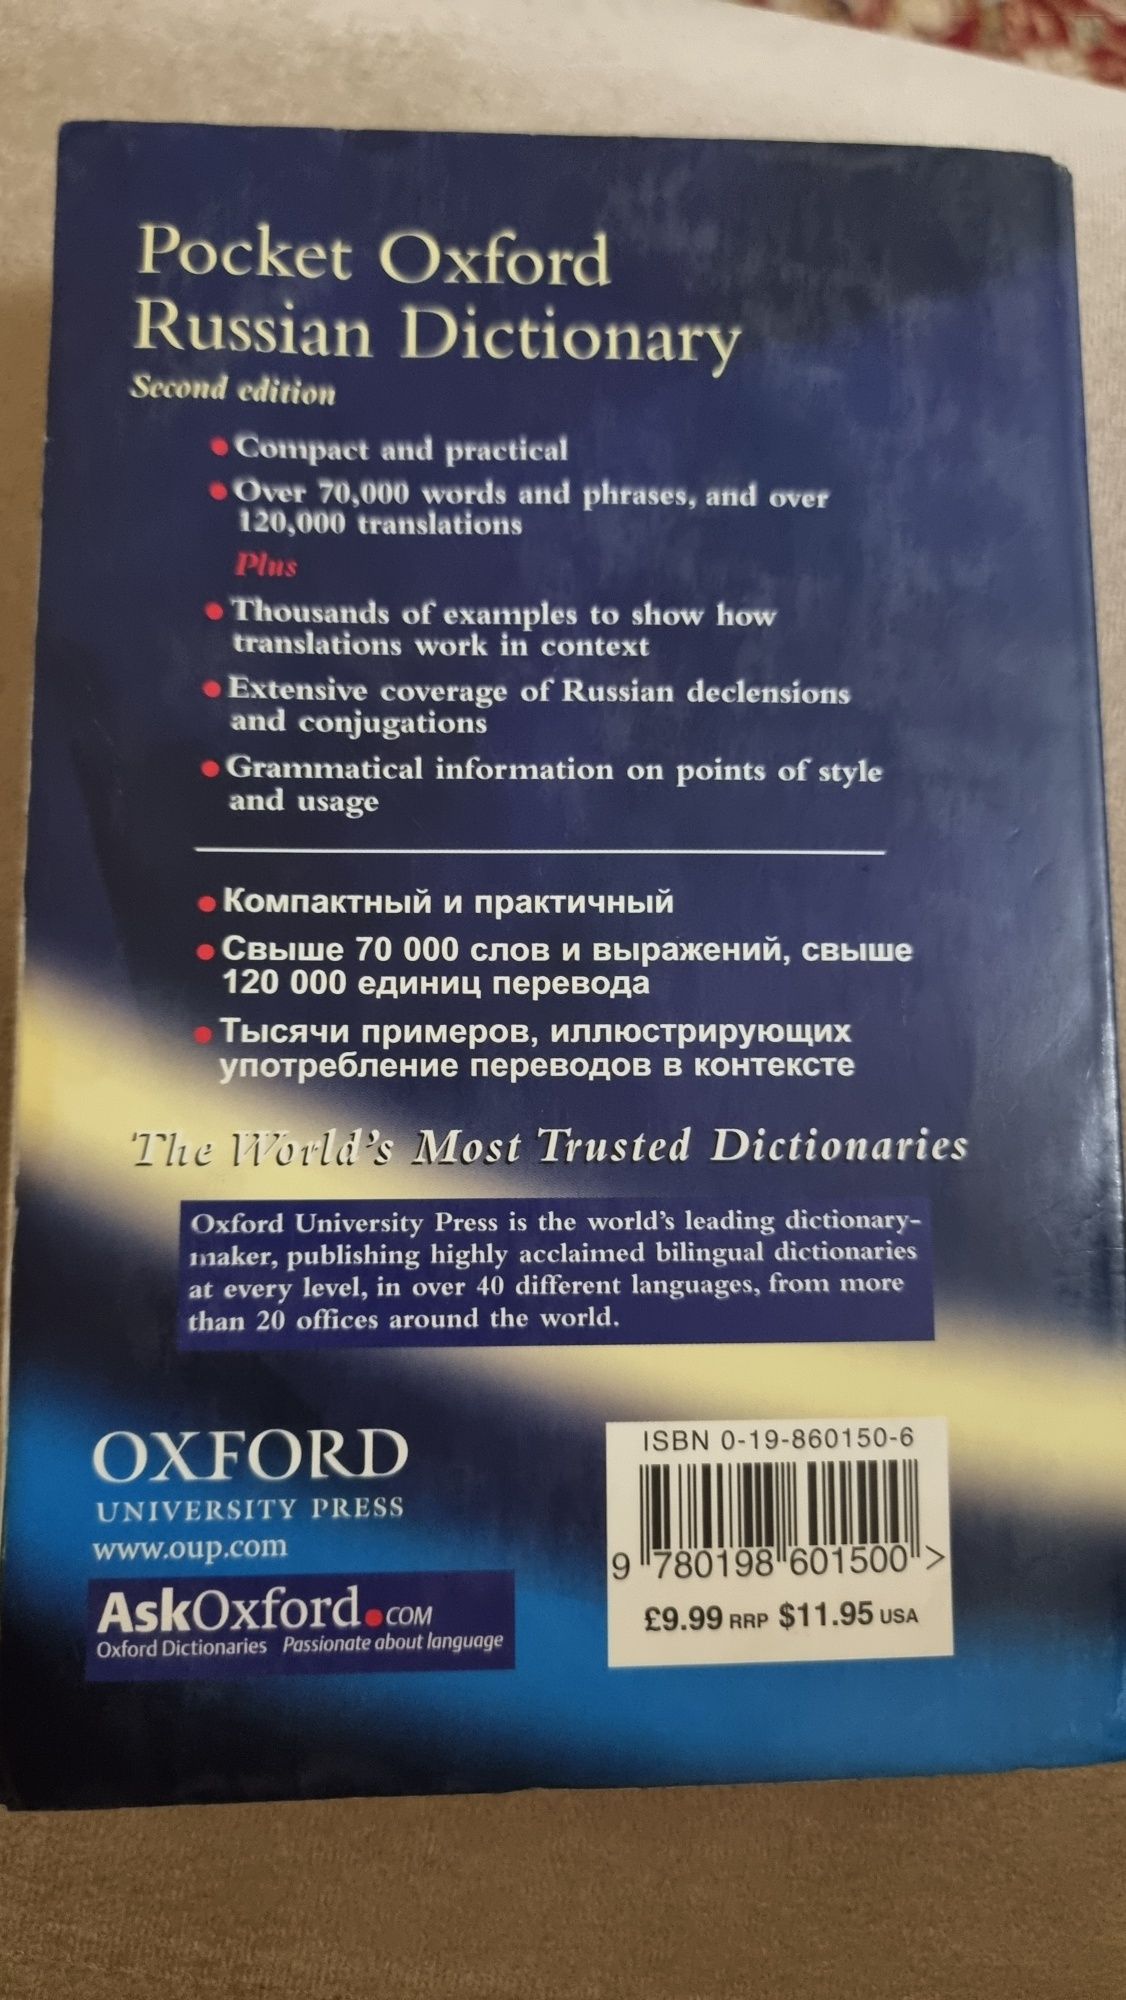 Pocket Oxford
Russian Dictionary
Second edition
• Compact and practical
• Over 70,000 words and phrases, and over
120,000 translations
Plus
• Thousands of examples to show how
translations work in context
• Extensive coverage of Russian declensions
and conjugations
• Grammatical information on points of style
and usage
• Компактный и практичный
• Свыше 70 000 слов и выражений, свыше
120 000 единиц перевода
• Тысячи примеров, иллюстрирующих
употребление переводов в контексте
The World's Most Trusted Dictionaries
Oxford University Press is the world's leading dictionary-
maker, publishing highly acclaimed bilingual dictionaries
at every level, in over 40 different languages, from more
than 20 offices around the world.
OXFORD
UNIVERSITY PRESS
www.oup.com
AskOxford.COM
Oxford Dictionaries Passionate about language
ISBN 0-19-860150-6
9 780198 601500 >
£9.99 RRP $11.95 USA